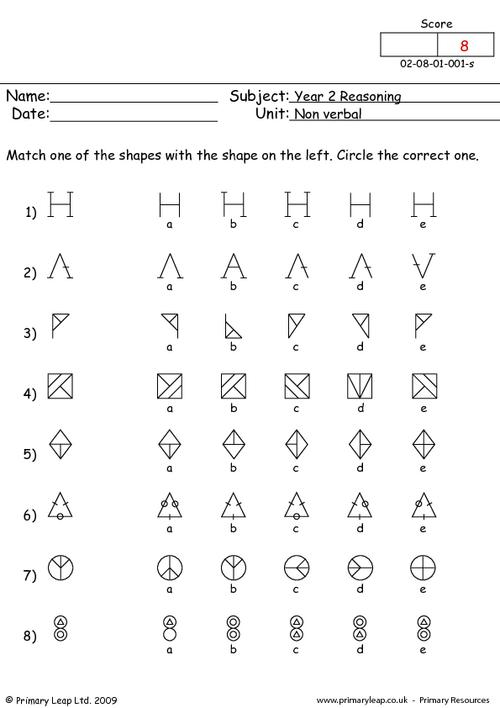 Score
8
02-08-01-001-s
Name: Subject: Year 2 Reasoning
Date: Unit: Non verbal
Match one of the shapes with the shape on the left. Circle the correct one.
1)
a b c d e
2)
a b c d e
3)
a b c d e
4)
a b c d e
5)
a b c d e
6)
a b c d e
7)
a b c d e
8)
a b c d e
© Primary Leap Ltd. 2009 www.primaryleap.co.uk - Primary Resources